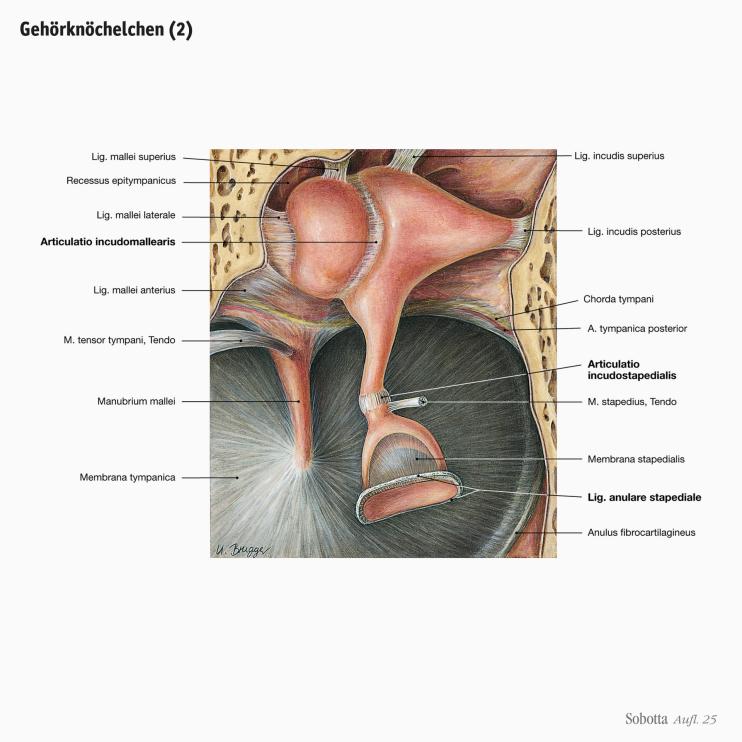 Gehörknöchelchen (2)
Lig. mallei superius
Recessus epitympanicus
Lig. mallei laterale
Articulatio incudomallearis
Lig. mallei anterius
M. tensor tympani, Tendo
Manubrium mallei
Membrana tympanica
Lig. incudis superius
Lig. incudis posterius
Chorda tympani
A. tympanica posterior
Articulatio
incudostapedialis
M. stapedius, Tendo
Membrana stapedialis
Lig. anulare stapediale
Anulus fibrocartilagineus
U. Brugger
Sobotta Aufl. 25